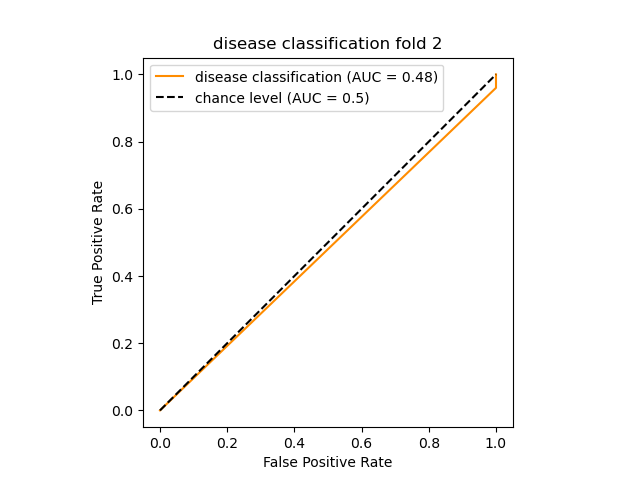 disease classification fold 2
disease classification (AUC = 0.48)
chance level (AUC = 0.5)
True Positive Rate
1.0
0.8
0.6
0.4
0.2
0.0
0.0 0.2 0.4 0.6 0.8 1.0
False Positive Rate